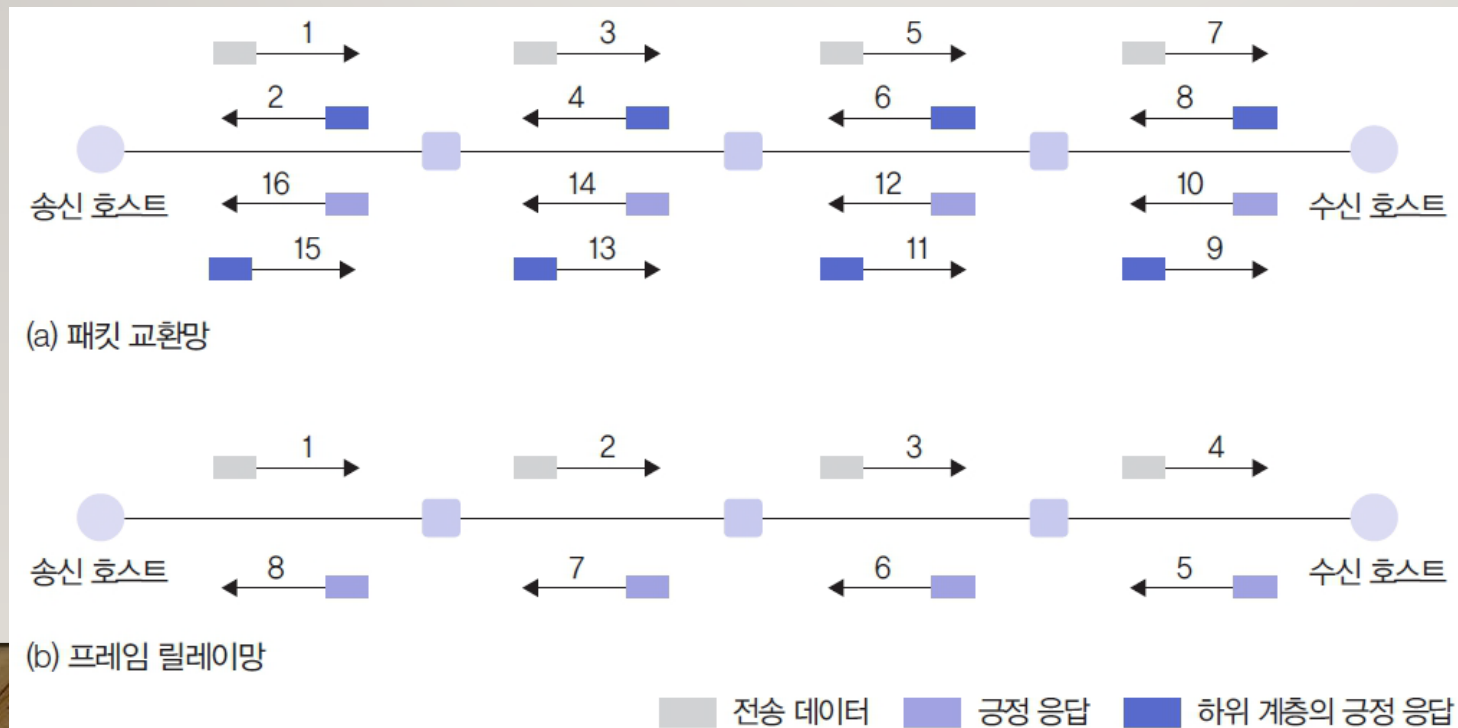 1 3 5 7
2 4 6 8
16 14 12 10
송신 호스트 수신 호스트
15 13 11 9
(a) 패킷 교환망
1 2 3 4
송신 호스트 8 7 6 5 수신 호스트
(b) 프레임 릴레이망
전송 데이터 긍정 응답 하위 계층의 긍정 응답